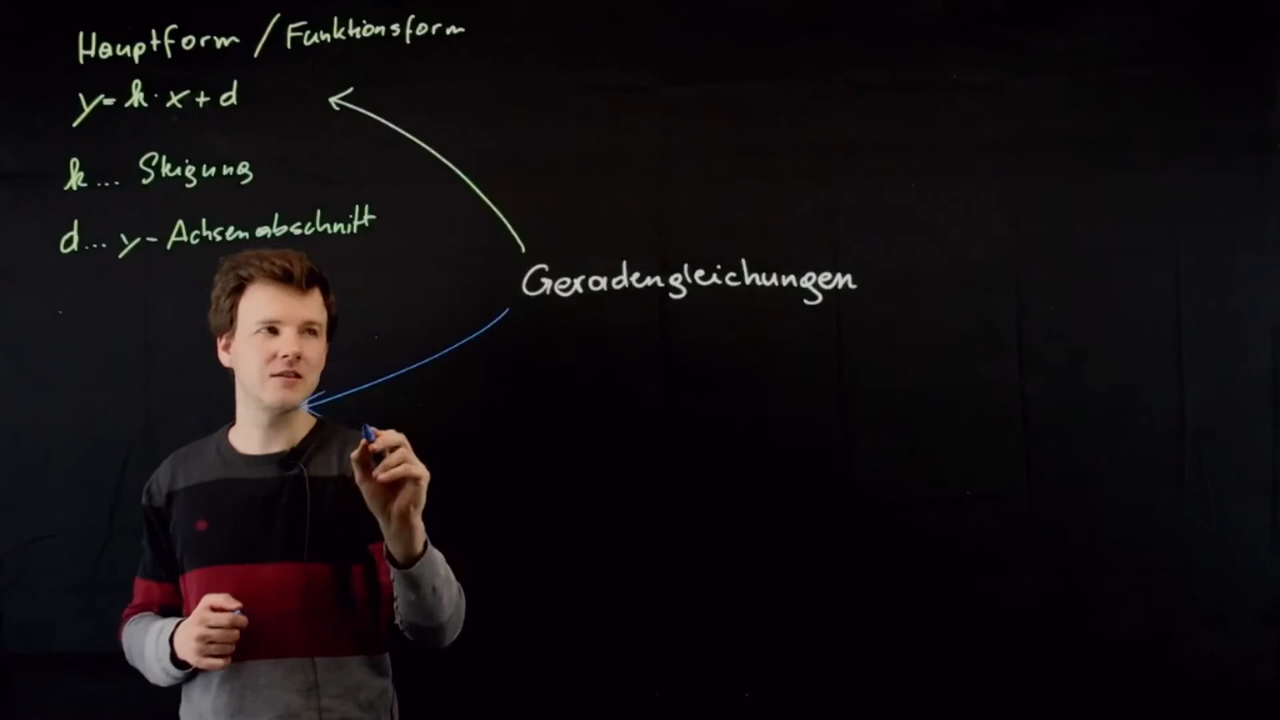 Hauptform / Funktionsform
y = k · x + d
k ... Steigung
d ... y - Achsenabschnitt
Geradengleichungen